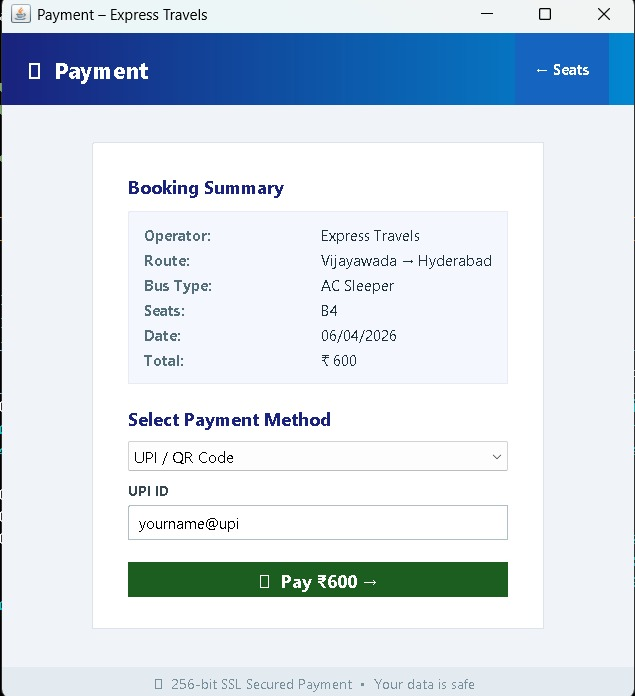 Payment – Express Travels
Payment
← Seats
Booking Summary
Operator: Express Travels
Route: Vijayawada → Hyderabad
Bus Type: AC Sleeper
Seats: B4
Date: 06/04/2026
Total: ₹ 600
Select Payment Method
UPI / QR Code
UPI ID
yourname@upi
Pay ₹600 →
256-bit SSL Secured Payment • Your data is safe